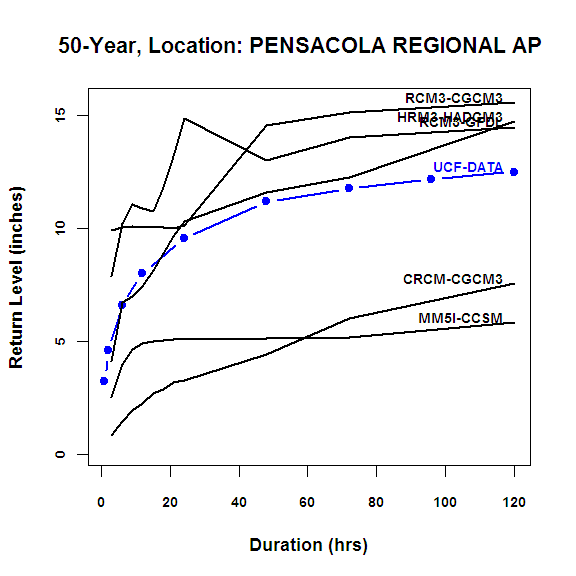 50-Year, Location: PENSACOLA REGIONAL AP
RCM3-CGCM3
HRM3-HADCM3
RCM3-GFDL
UCF-DATA
CRCM-CGCM3
MM5I-CCSM
Return Level (inches)
15
10
5
0
0 20 40 60 80 100 120
Duration (hrs)